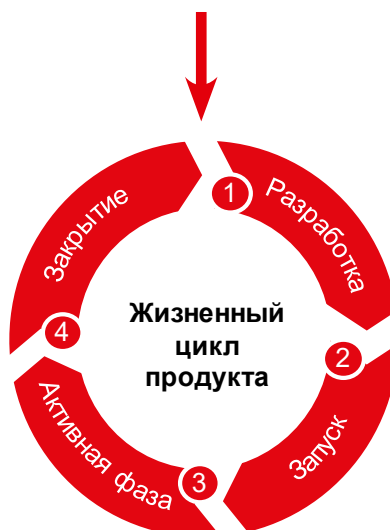 1
Разработка
2
Запуск
3
Активная фаза
4
Закрытие
Жизненный
цикл
продукта